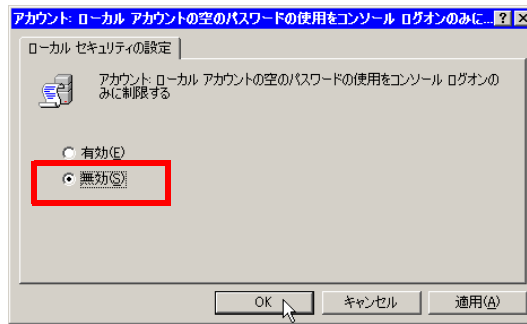 アカウント: ローカル アカウントの空のパスワードの使用をコンソール ログオンのみに...
ローカル セキュリティの設定
アカウント: ローカル アカウントの空のパスワードの使用をコンソール ログオンの
みに制限する
有効(E)
無効(S)
OK
キャンセル
適用(A)